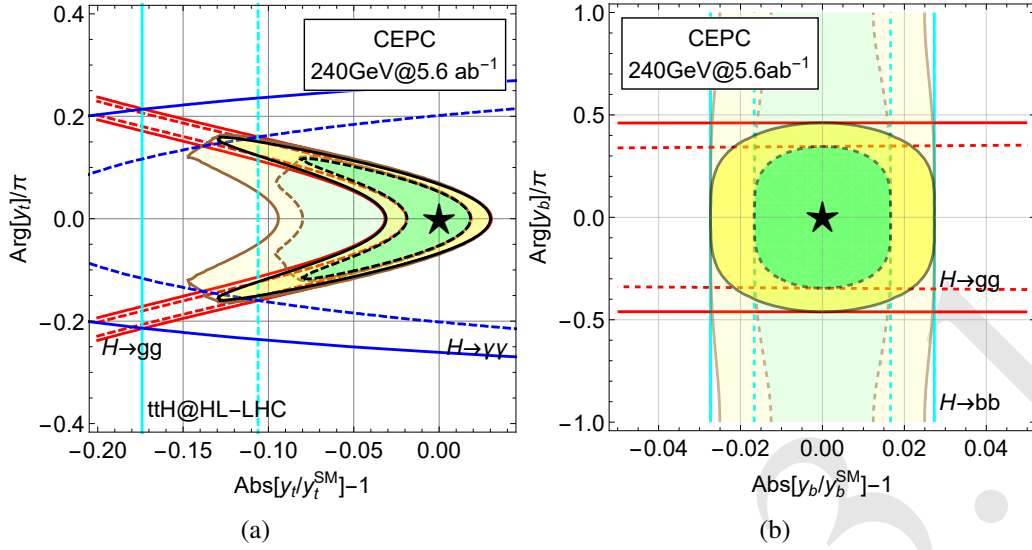 CEPC
240GeV@5.6 ab⁻¹
Arg[y_t]/π
0.4
0.2
0.0
−0.2
−0.4
H→gg
H→γγ
ttH@HL−LHC
−0.20
−0.15
−0.10
−0.05
0.00
Abs[y_t/y_t^SM]−1
(a)
CEPC
240GeV@5.6ab⁻¹
Arg[y_b]/π
1.0
0.5
0.0
−0.5
−1.0
H→gg
H→bb
−0.04
−0.02
0.00
0.02
0.04
Abs[y_b/y_b^SM]−1
(b)